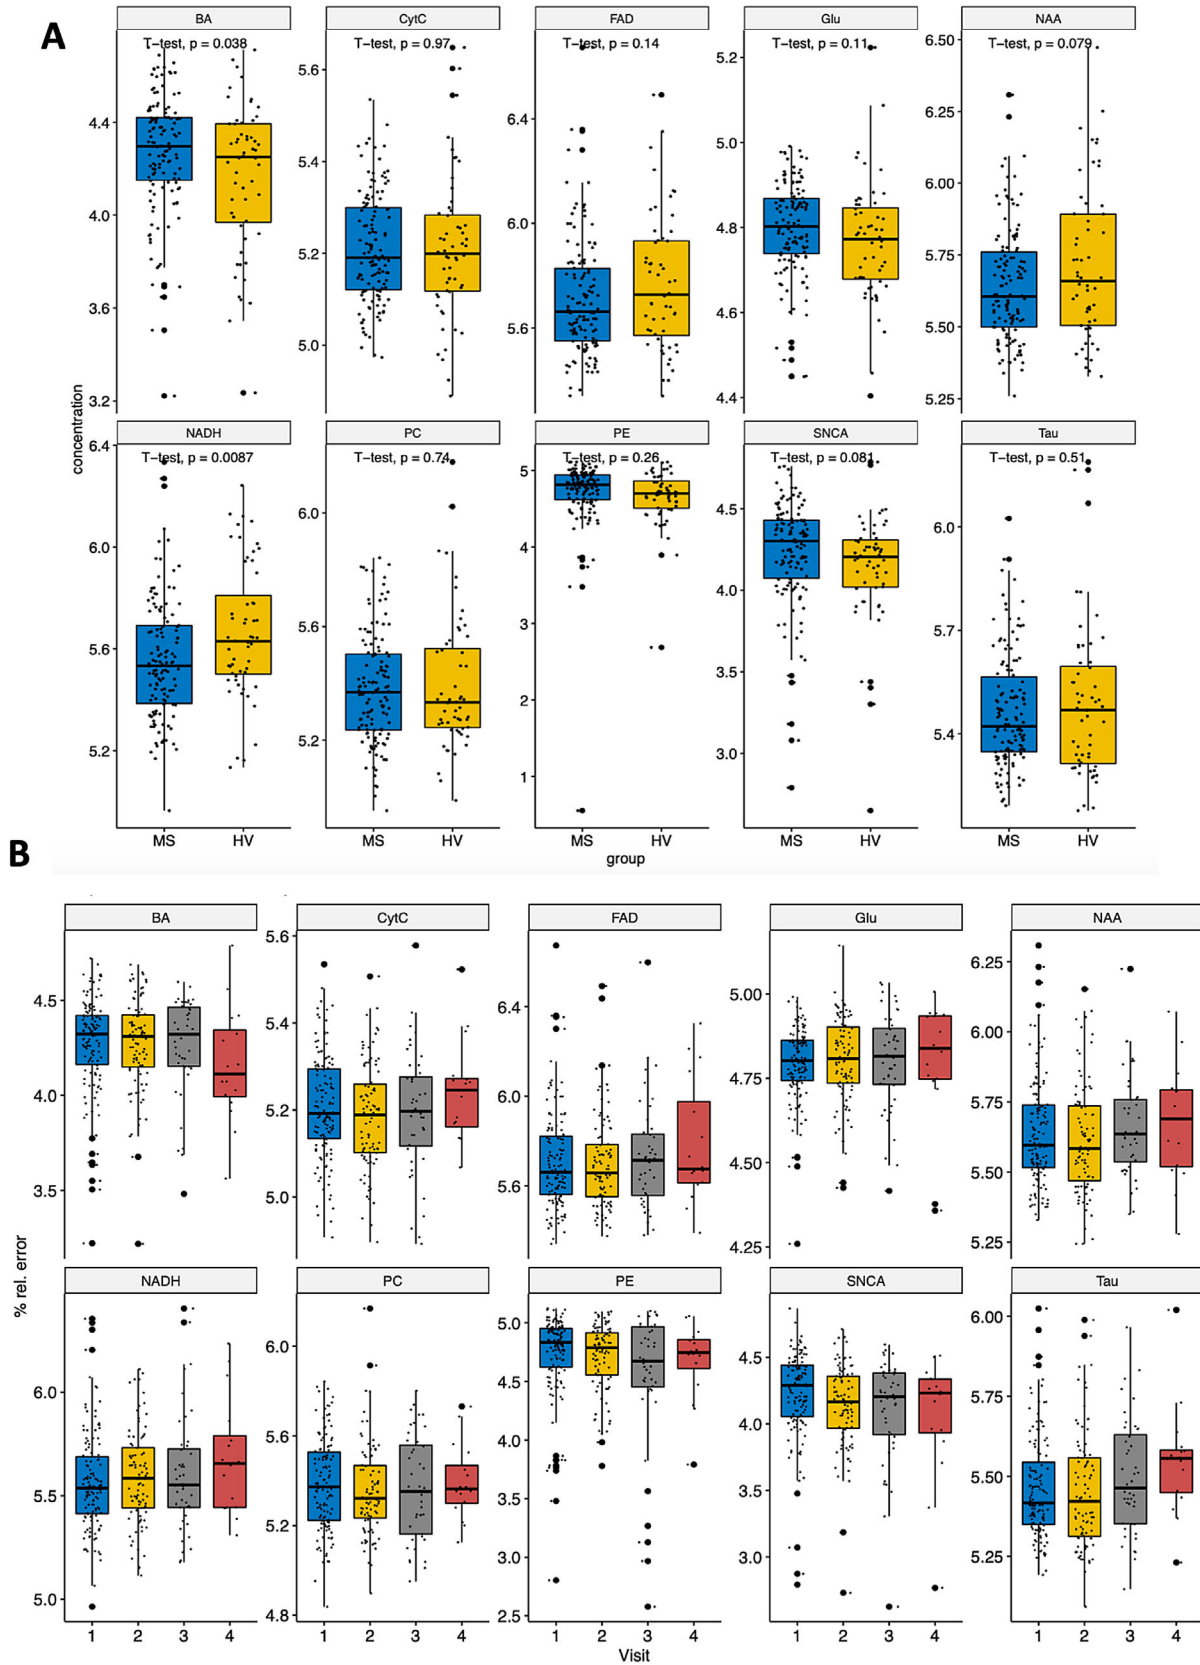 A
BA CytC FAD Glu NAA
T-test, p = 0.038 T-test, p = 0.97 T-test, p = 0.14 T-test, p = 0.11 T-test, p = 0.079
4.4 4.0 3.6 3.2
5.6 5.4 5.2 5.0
6.4 6.0 5.6
5.2 5.0 4.8 4.6 4.4
6.50 6.25 6.00 5.75 5.50 5.25
concentration
NADH PC PE SNCA Tau
T-test, p = 0.0087 T-test, p = 0.74 T-test, p = 0.26 T-test, p = 0.081 T-test, p = 0.51
6.4 6.0 5.6 5.2
6.0 5.6 5.2
5 4 3 2 1
4.5 4.0 3.5 3.0
6.0 5.7 5.4
MS HV MS HV MS HV MS HV MS HV
group
B
BA CytC FAD Glu NAA
4.5 4.0 3.5
5.6 5.4 5.2 5.0
6.4 6.0 5.6
5.00 4.75 4.50 4.25
6.25 6.00 5.75 5.50 5.25
% rel. error
NADH PC PE SNCA Tau
6.0 5.5 5.0
6.0 5.6 5.2 4.8
5.0 4.5 4.0 3.5 3.0 2.5
4.5 4.0 3.5 3.0
6.00 5.75 5.50 5.25
1 2 3 4 1 2 3 4 1 2 3 4 1 2 3 4 1 2 3 4
Visit